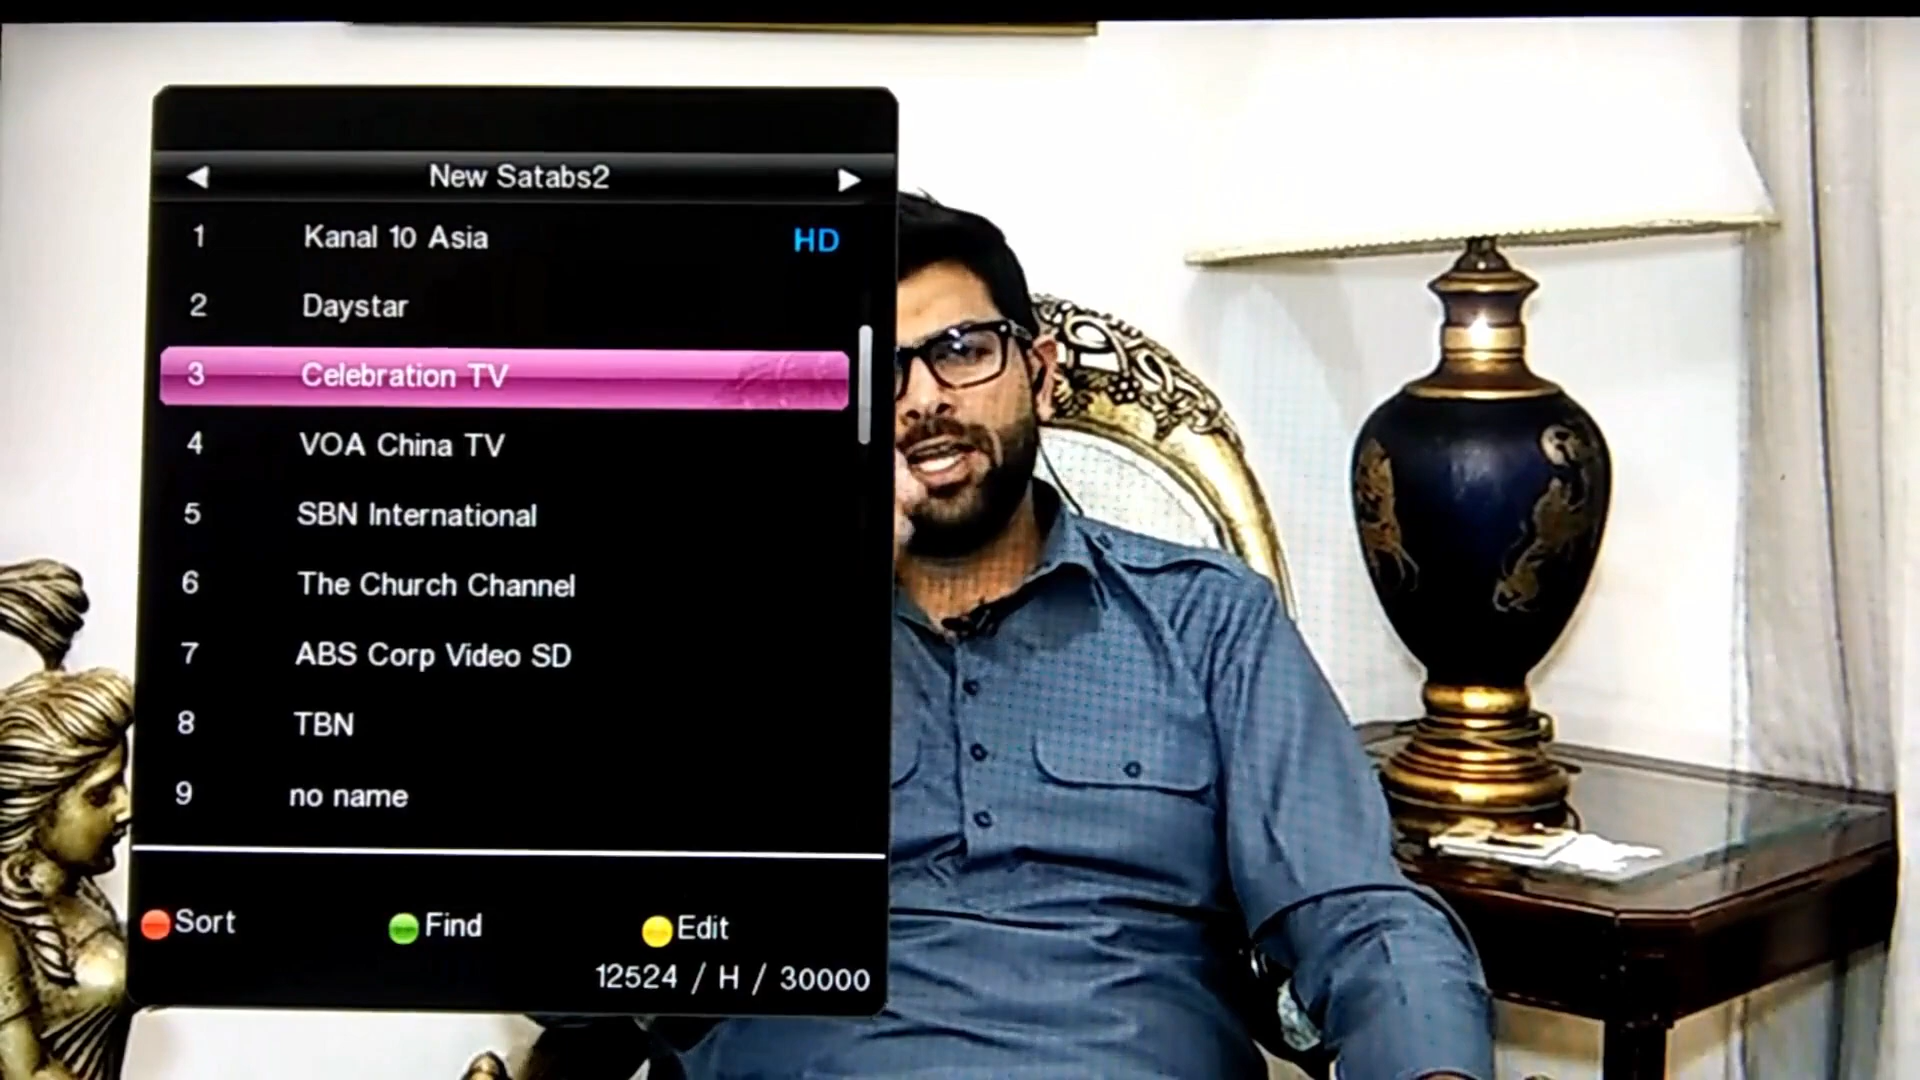 New Satabs2
1 Kanal 10 Asia HD
2 Daystar
3 Celebration TV
4 VOA China TV
5 SBN International
6 The Church Channel
7 ABS Corp Video SD
8 TBN
9 no name
Sort Find Edit
12524 / H / 30000